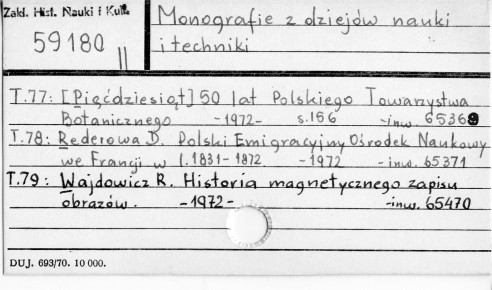 Zakł. Hist. Nauki i Kult.
59180
II
Monografie z dziejów nauki
i techniki
T.77: [Pięćdziesiąt] 50 lat Polskiego Towarzystwa
Botanicznego -1972- s.186 -inw. 65369
T.78: Rederowa D. Polski Emigracyjny Ośrodek Naukowy
we Francji w l.1831-1872 -1972 -inw. 65371
T.79: Wajdowicz R. Historia magnetycznego zapisu
obrazów. -1972- -inw. 65470
DUJ. 693/70. 10 000.